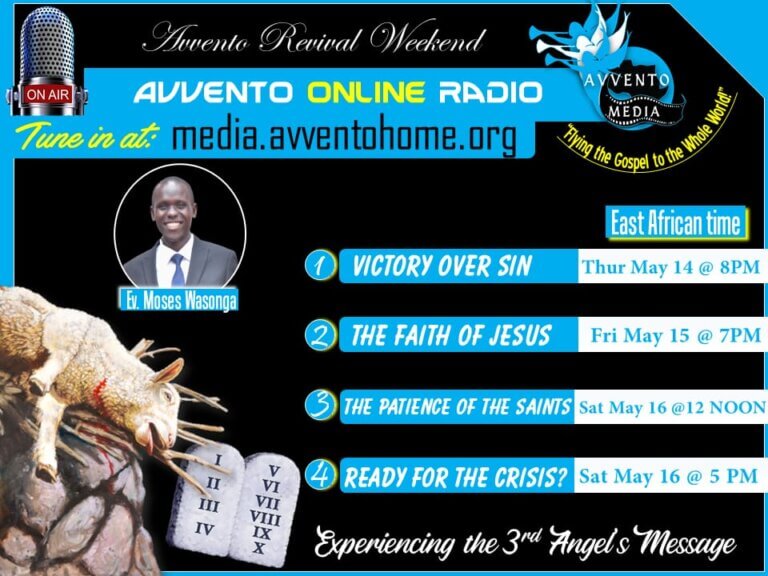 Avvento Revival Weekend
ON AIR
AVVENTO ONLINE RADIO
Tune in at: media.avventohome.org
AVVENTO
MEDIA
"Flying the Gospel to the Whole World!"
East African time
Ev. Moses Wasonga
1 VICTORY OVER SIN Thur May 14 @ 8PM
2 THE FAITH OF JESUS Fri May 15 @ 7PM
3 THE PATIENCE OF THE SAINTS Sat May 16 @12 NOON
4 READY FOR THE CRISIS? Sat May 16 @ 5 PM
I
II
III
IV
V
VI
VII
VIII
IX
X
Experiencing the 3rd Angel's Message